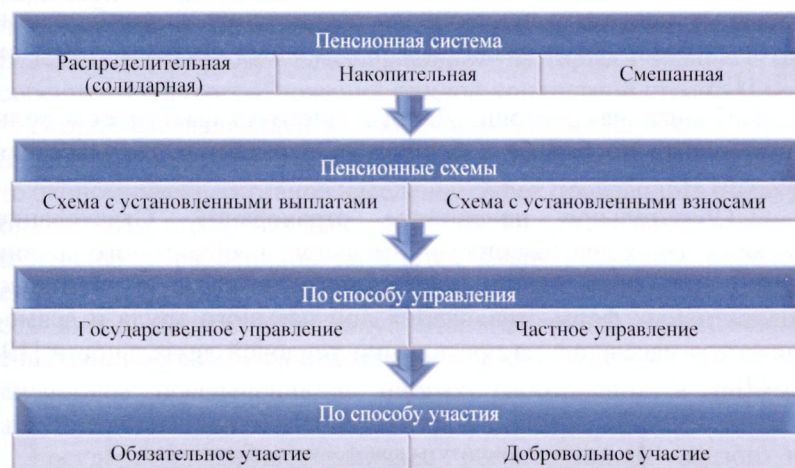 Пенсионная система
Распределительная
(солидарная)
Накопительная
Смешанная
Пенсионные схемы
Схема с установленными выплатами
Схема с установленными взносами
По способу управления
Государственное управление
Частное управление
По способу участия
Обязательное участие
Добровольное участие